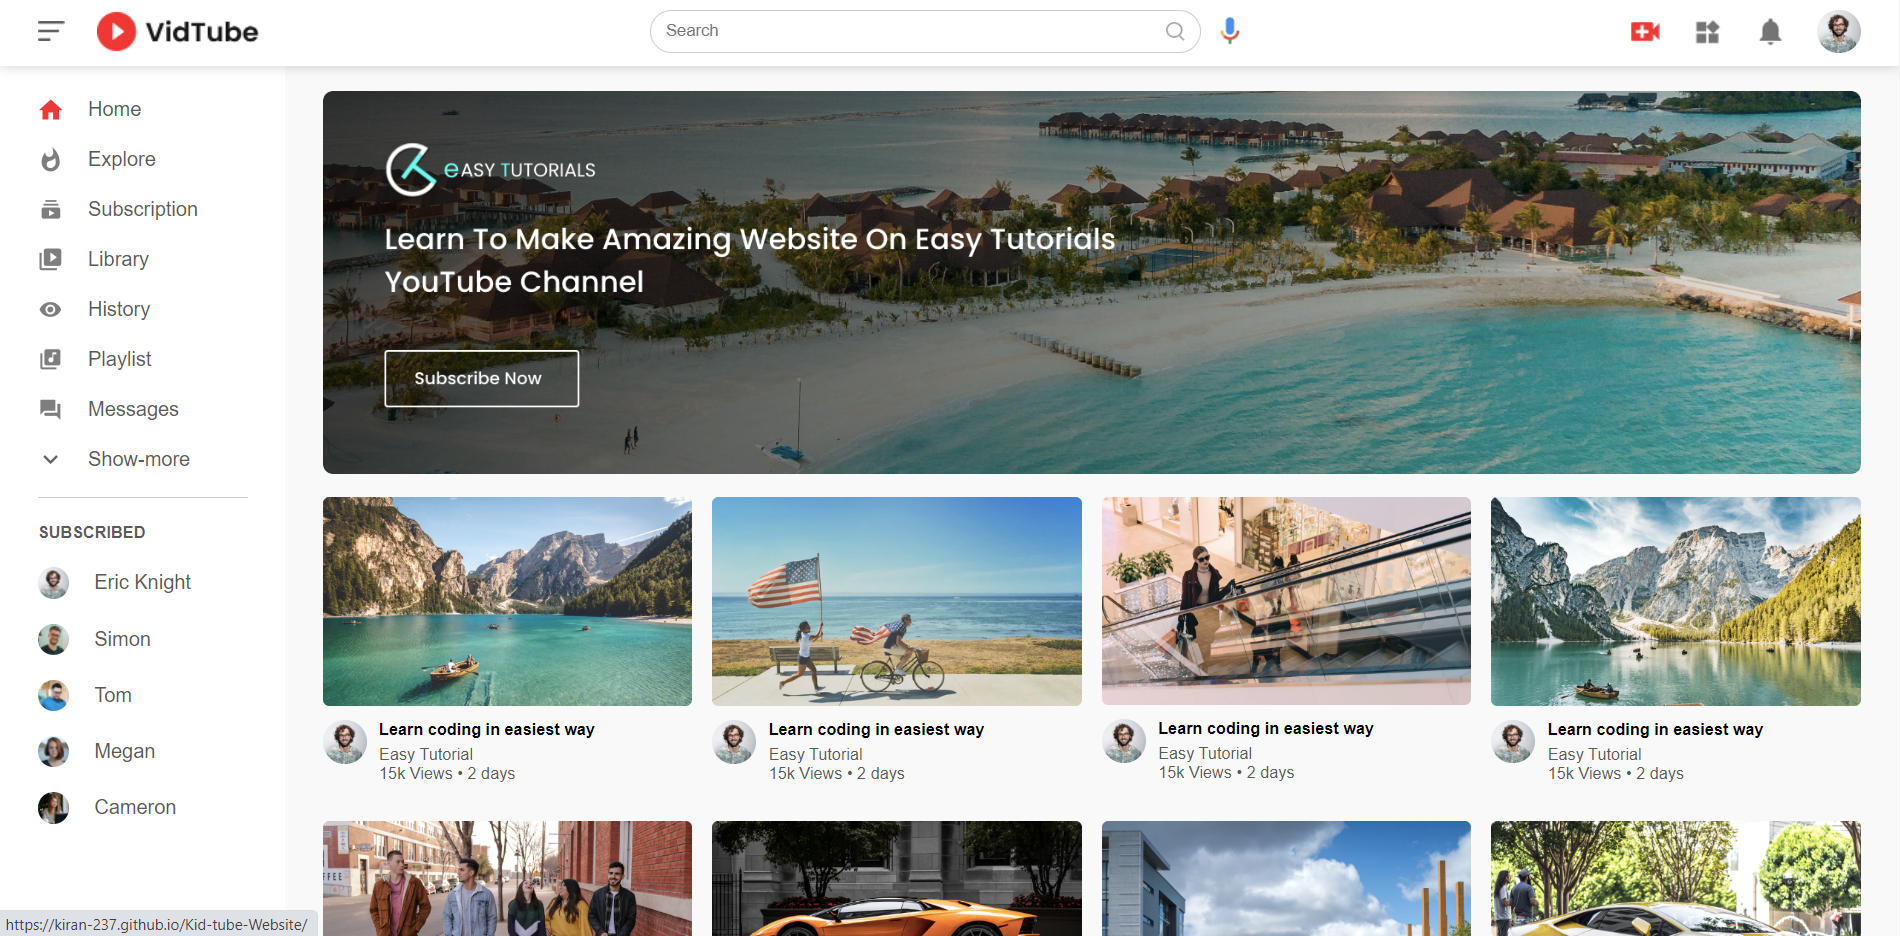 VidTube
Search
Home
Explore
Subscription
Library
History
Playlist
Messages
Show-more
SUBSCRIBED
Eric Knight
Simon
Tom
Megan
Cameron
eASY TUTORIALS
Learn To Make Amazing Website On Easy Tutorials
YouTube Channel
Subscribe Now
Learn coding in easiest way
Easy Tutorial
15k Views • 2 days
Learn coding in easiest way
Easy Tutorial
15k Views • 2 days
Learn coding in easiest way
Easy Tutorial
15k Views • 2 days
Learn coding in easiest way
Easy Tutorial
15k Views • 2 days
https://kiran-237.github.io/Kid-tube-Website/